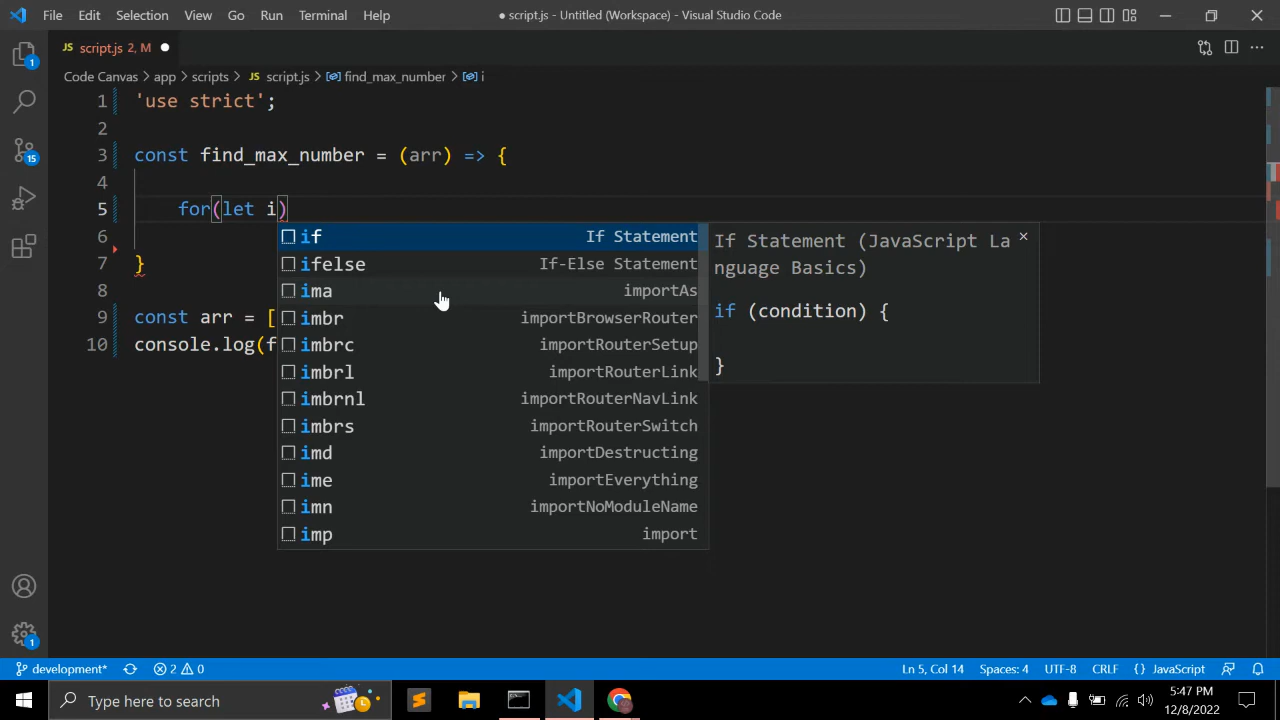 File Edit Selection View Go Run Terminal Help
● script.js - Untitled (Workspace) - Visual Studio Code
JS script.js 2, M ●
Code Canvas > app > scripts > JS script.js > find_max_number > i
1 'use strict';
2
3 const find_max_number = (arr) => {
4
5 for(let i)
6
7 }
8
9 const arr = [
10 console.log(f
if If Statement
ifelse If-Else Statement
ima importAs
imbr importBrowserRouter
imbrc importRouterSetup
imbrl importRouterLink
imbrnl importRouterNavLink
imbrs importRouterSwitch
imd importDestructing
ime importEverything
imn importNoModuleName
imp import
If Statement (JavaScript La
nguage Basics)
if (condition) {
}
1
15
1
development* 2 0 Ln 5, Col 14 Spaces: 4 UTF-8 CRLF {} JavaScript
Type here to search
5:47 PM
12/8/2022